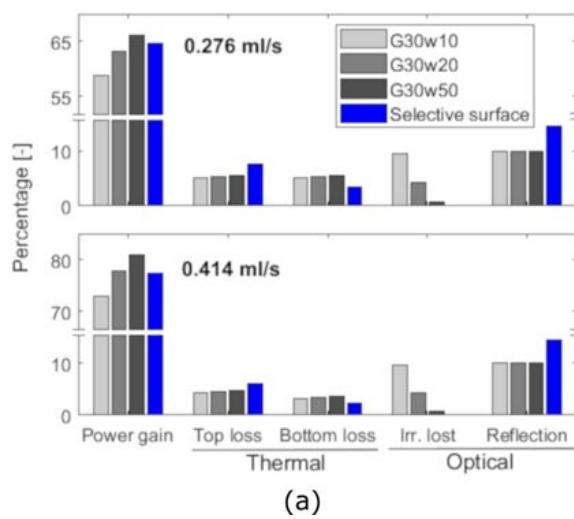 65
0.276 ml/s
G30w10
G30w20
G30w50
Selective surface
55
10
0
Percentage [-]
80
0.414 ml/s
70
10
0
Power gain Top loss Bottom loss Irr. lost Reflection
Thermal Optical
(a)